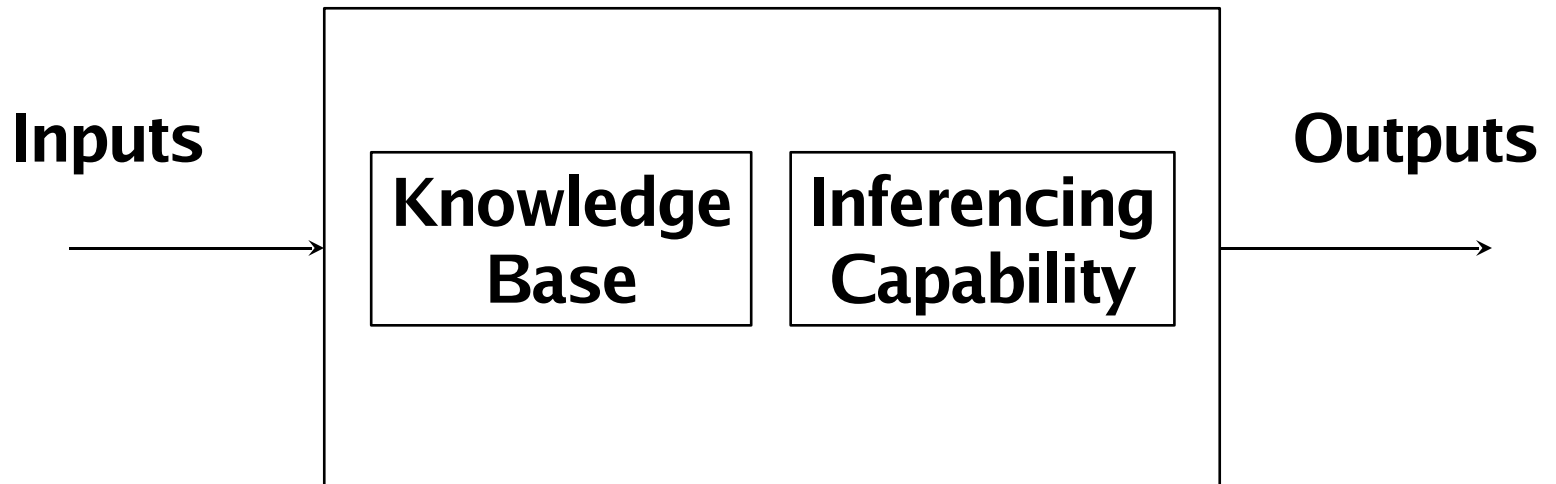 Inputs
Outputs
Knowledge
Base
Inferencing
Capability